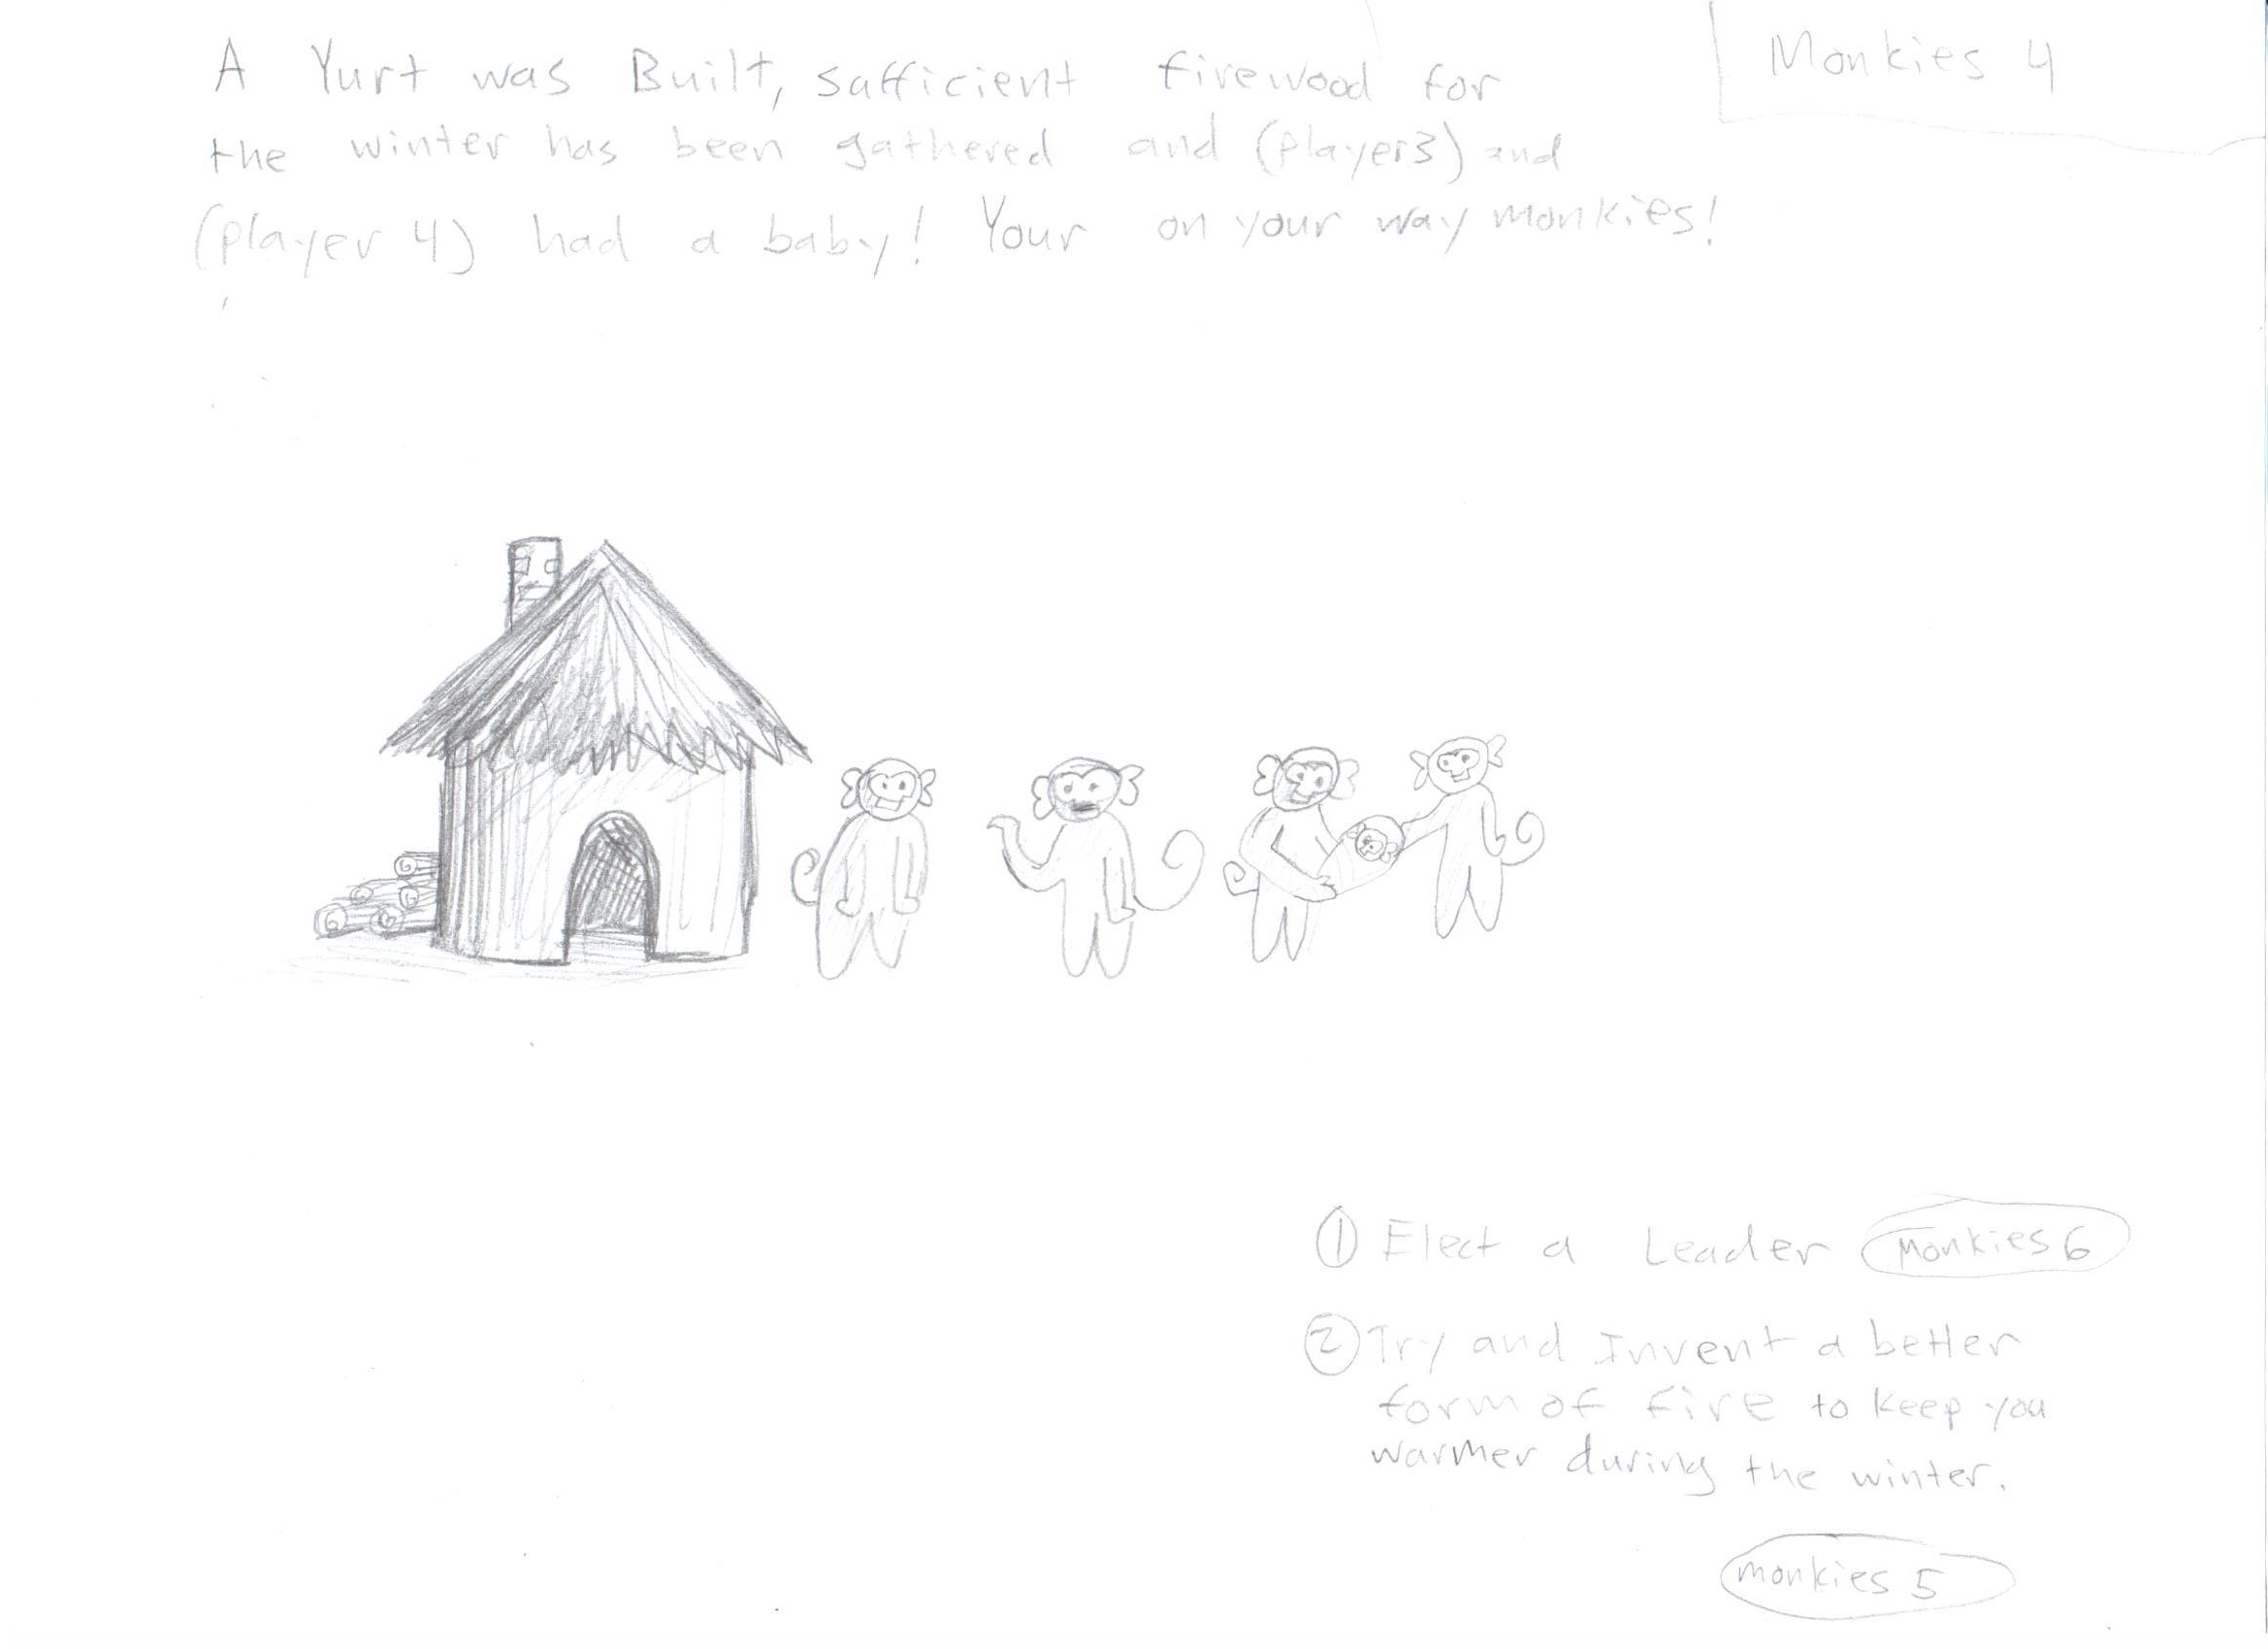 Monkies 4
A Yurt was Built, sufficient firewood for
the winter has been gathered and (player3) and
(player 4) had a baby! Your on your way monkies!
① Elect a Leader Monkies 6
② Try and Invent a better
form of fire to keep you
warmer during the winter.
monkies 5